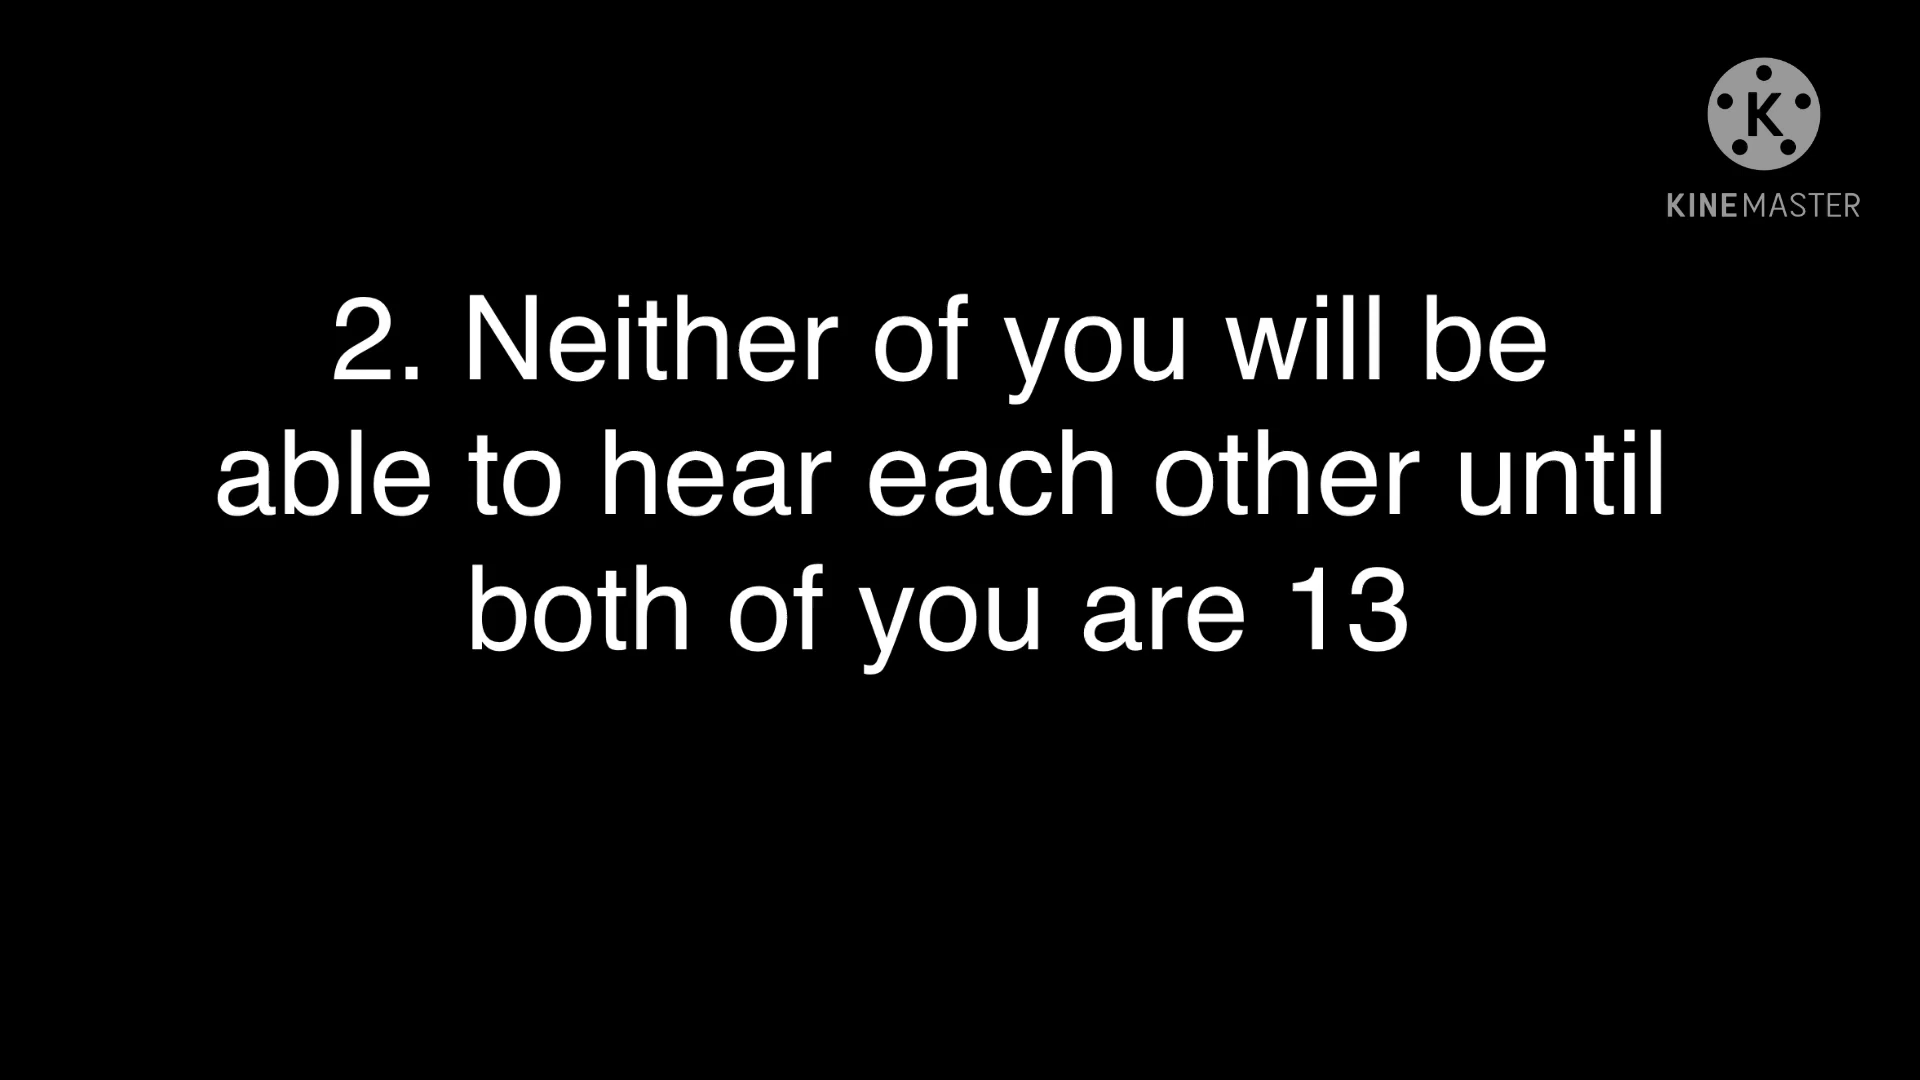 K
KINEMASTER
2. Neither of you will be
able to hear each other until
both of you are 13